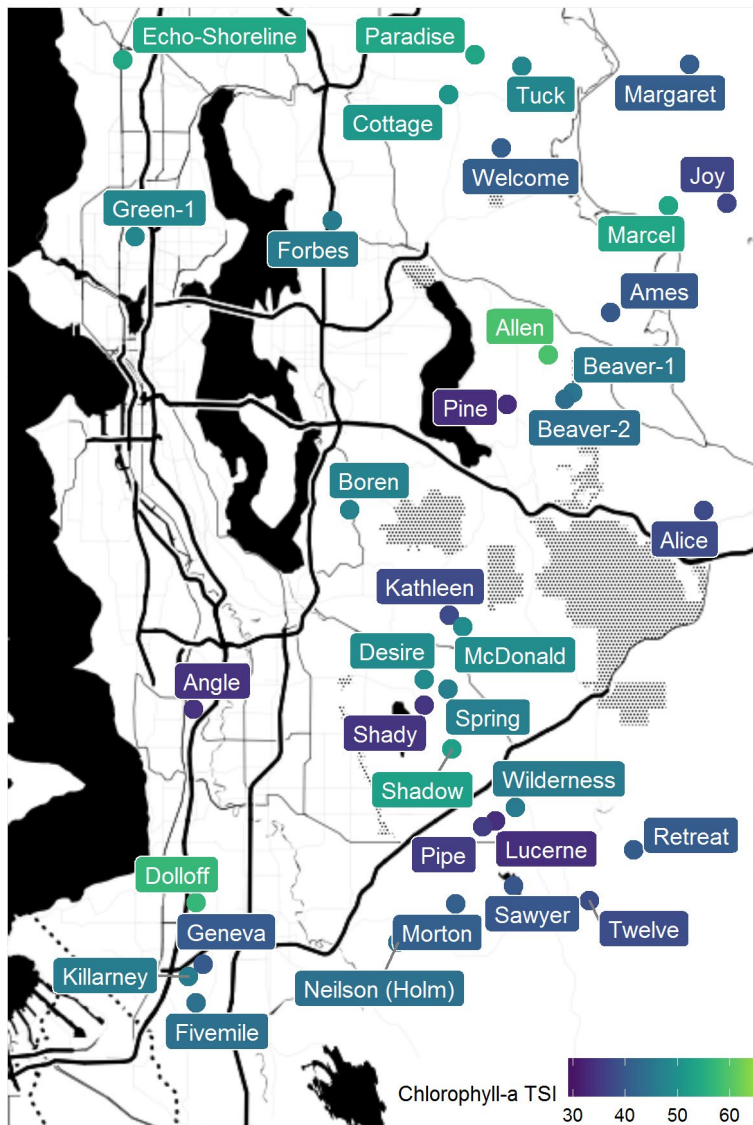 Echo-Shoreline
Paradise
Tuck
Margaret
Cottage
Welcome
Joy
Green-1
Forbes
Marcel
Ames
Allen
Beaver-1
Pine
Beaver-2
Boren
Alice
Kathleen
McDonald
Desire
Angle
Spring
Shady
Shadow
Wilderness
Pipe
Lucerne
Retreat
Dolloff
Sawyer
Twelve
Geneva
Morton
Killarney
Neilson (Holm)
Fivemile
Chlorophyll-a TSI
30 40 50 60